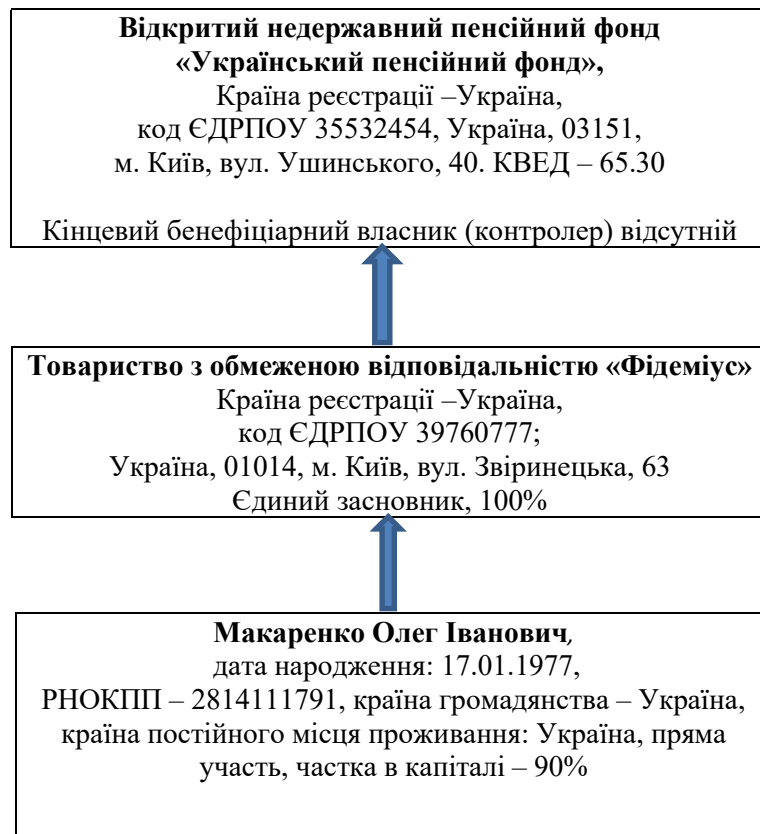 Відкритий недержавний пенсійний фонд
«Український пенсійний фонд»,
Країна реєстрації –Україна,
код ЄДРПОУ 35532454, Україна, 03151,
м. Київ, вул. Ушинського, 40. КВЕД – 65.30
Кінцевий бенефіціарний власник (контролер) відсутній
Товариство з обмеженою відповідальністю «Фідеміус»
Країна реєстрації –Україна,
код ЄДРПОУ 39760777;
Україна, 01014, м. Київ, вул. Звіринецька, 63
Єдиний засновник, 100%
Макаренко Олег Іванович,
дата народження: 17.01.1977,
РНОКПП – 2814111791, країна громадянства – Україна,
країна постійного місця проживання: Україна, пряма
участь, частка в капіталі – 90%